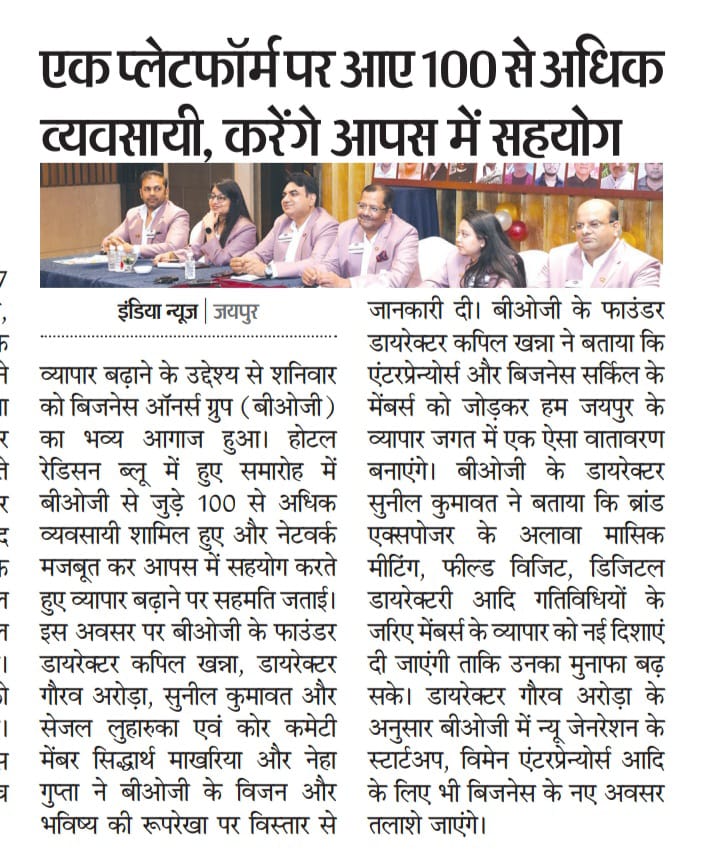 एक प्लेटफॉर्म पर आए 100 से अधिक
व्यवसायी, करेंगे आपस में सहयोग
इंडिया न्यूज | जयपुर
व्यापार बढ़ाने के उद्देश्य से शनिवार
को बिजनेस ऑनर्स ग्रुप (बीओजी)
का भव्य आगाज हुआ। होटल
रेडिसन ब्लू में हुए समारोह में
बीओजी से जुड़े 100 से अधिक
व्यवसायी शामिल हुए और नेटवर्क
मजबूत कर आपस में सहयोग करते
हुए व्यापार बढ़ाने पर सहमति जताई।
इस अवसर पर बीओजी के फाउंडर
डायरेक्टर कपिल खन्ना, डायरेक्टर
गौरव अरोड़ा, सुनील कुमावत और
सेजल लुहारुका एवं कोर कमेटी
मेंबर सिद्धार्थ माखरिया और नेहा
गुप्ता ने बीओजी के विजन और
भविष्य की रूपरेखा पर विस्तार से
जानकारी दी। बीओजी के फाउंडर
डायरेक्टर कपिल खन्ना ने बताया कि
एंटरप्रेन्योर्स और बिजनेस सर्किल के
मेंबर्स को जोड़कर हम जयपुर के
व्यापार जगत में एक ऐसा वातावरण
बनाएंगे। बीओजी के डायरेक्टर
सुनील कुमावत ने बताया कि ब्रांड
एक्सपोजर के अलावा मासिक
मीटिंग, फील्ड विजिट, डिजिटल
डायरेक्टरी आदि गतिविधियों के
जरिए मेंबर्स के व्यापार को नई दिशाएं
दी जाएंगी ताकि उनका मुनाफा बढ़
सके। डायरेक्टर गौरव अरोड़ा के
अनुसार बीओजी में न्यू जेनरेशन के
स्टार्टअप, विमेन एंटरप्रेन्योर्स आदि
के लिए भी बिजनेस के नए अवसर
तलाशे जाएंगे।